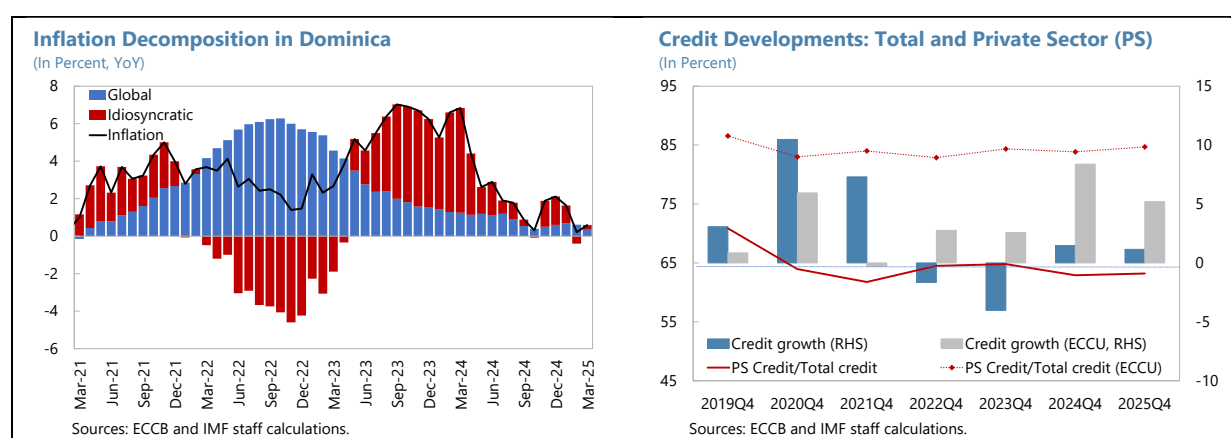 Inflation Decomposition in Dominica
(In Percent, YoY)
8
6
4
2
0
-2
-4
-6
Global
Idiosyncratic
Inflation
Mar-21
Jun-21
Sep-21
Dec-21
Mar-22
Jun-22
Sep-22
Dec-22
Mar-23
Jun-23
Sep-23
Dec-23
Mar-24
Jun-24
Sep-24
Dec-24
Mar-25
Sources: ECCB and IMF staff calculations.
Credit Developments: Total and Private Sector (PS)
(In Percent)
95
85
75
65
55
45
15
10
5
0
-5
-10
Credit growth (RHS)
Credit growth (ECCU, RHS)
PS Credit/Total credit
PS Credit/Total credit (ECCU)
2019Q4 2020Q4 2021Q4 2022Q4 2023Q4 2024Q4 2025Q4
Sources: ECCB and IMF staff calculations.